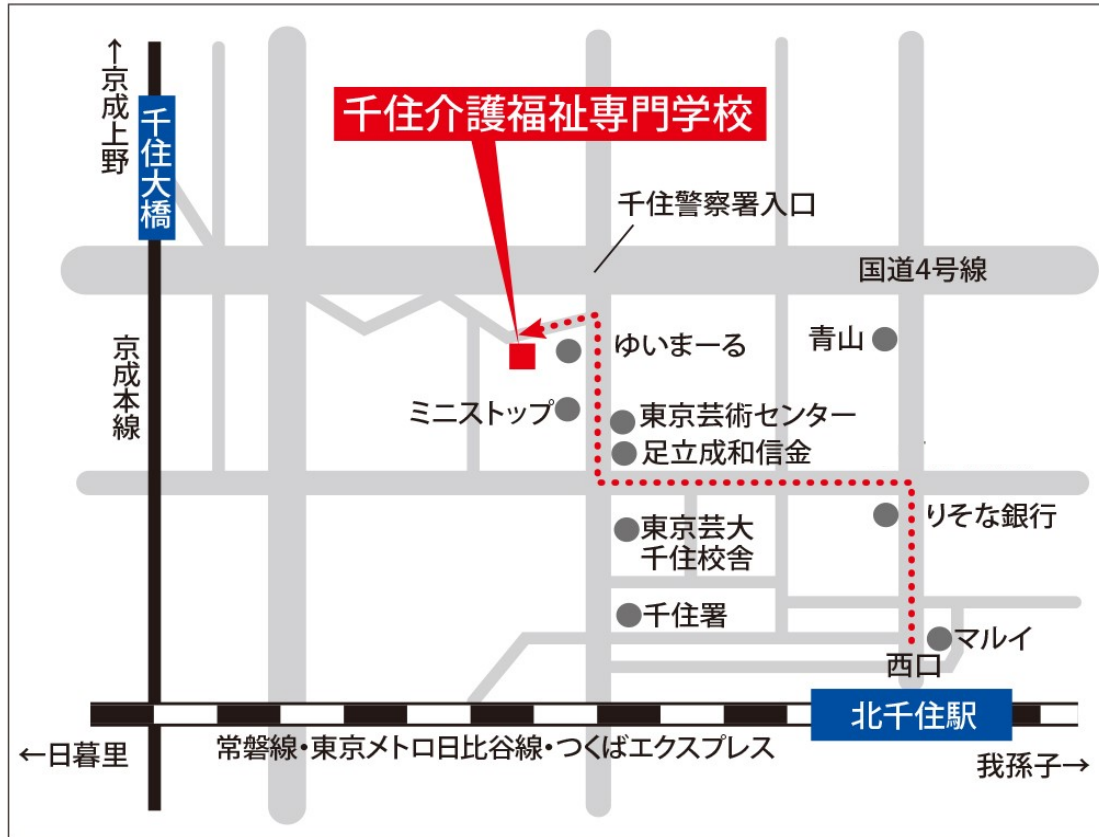 ↑京成上野
千住大橋
京成本線
千住介護福祉専門学校
千住警察署入口
国道4号線
ゆいまーる
青山
ミニストップ
東京芸術センター
足立成和信金
りそな銀行
東京芸大
千住校舎
千住署
マルイ
西口
北千住駅
←日暮里
常磐線・東京メトロ日比谷線・つくばエクスプレス
我孫子→